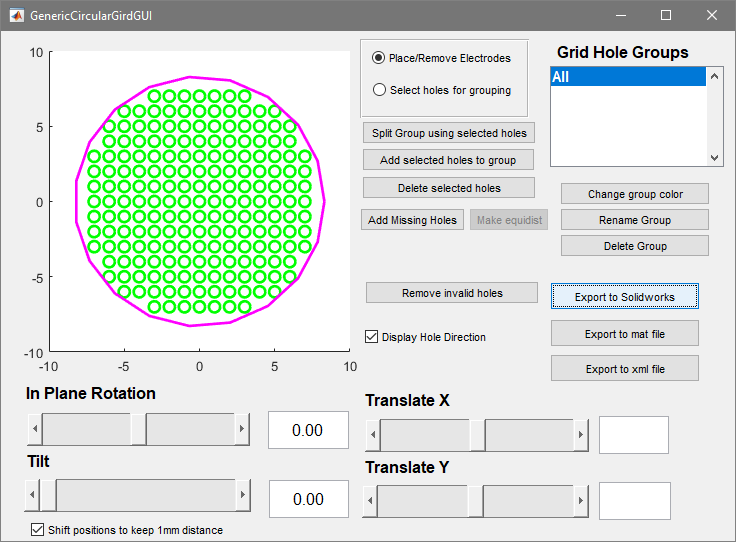 GenericCircularGirdGUI
10
5
0
-5
-10
-10
-5
0
5
10
Place/Remove Electrodes
Select holes for grouping
Split Group using selected holes
Add selected holes to group
Delete selected holes
Add Missing Holes
Make equidist
Remove invalid holes
Display Hole Direction
Grid Hole Groups
All
Change group color
Rename Group
Delete Group
Export to Solidworks
Export to mat file
Export to xml file
In Plane Rotation
0.00
Tilt
0.00
Shift positions to keep 1mm distance
Translate X
Translate Y